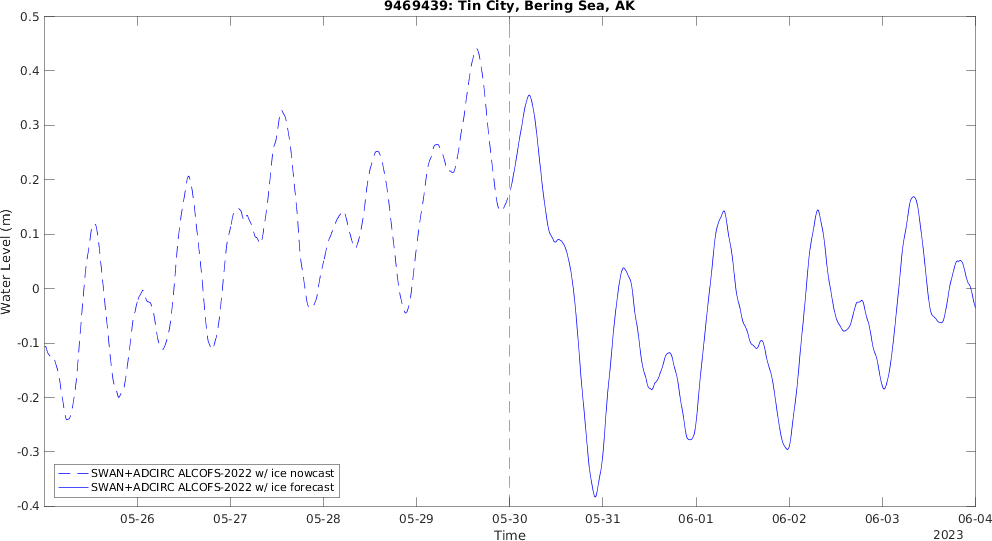 9469439: Tin City, Bering Sea, AK
Water Level (m)
0.5
0.4
0.3
0.2
0.1
0
-0.1
-0.2
-0.3
-0.4
SWAN+ADCIRC ALCOFS-2022 w/ ice nowcast
SWAN+ADCIRC ALCOFS-2022 w/ ice forecast
05-26 05-27 05-28 05-29 05-30 05-31 06-01 06-02 06-03 06-04
Time
2023